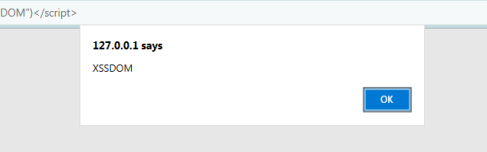 DOM")</script>
127.0.0.1 says
XSSDOM
OK